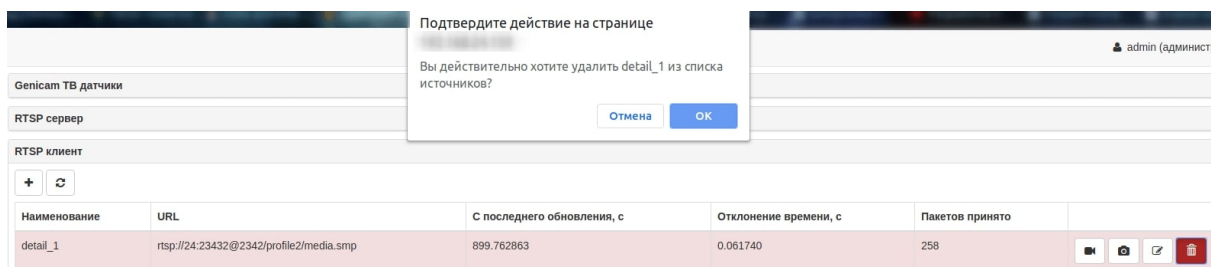 Подтвердите действие на странице
admin (админист
Вы действительно хотите удалить detail_1 из списка
источников?
Genicam ТВ датчики
Отмена OK
RTSP сервер
RTSP клиент
Наименование URL С последнего обновления, с Отклонение времени, с Пакетов принято
detail_1 rtsp://24:23432@2342/profile2/media.smp 899.762863 0.061740 258